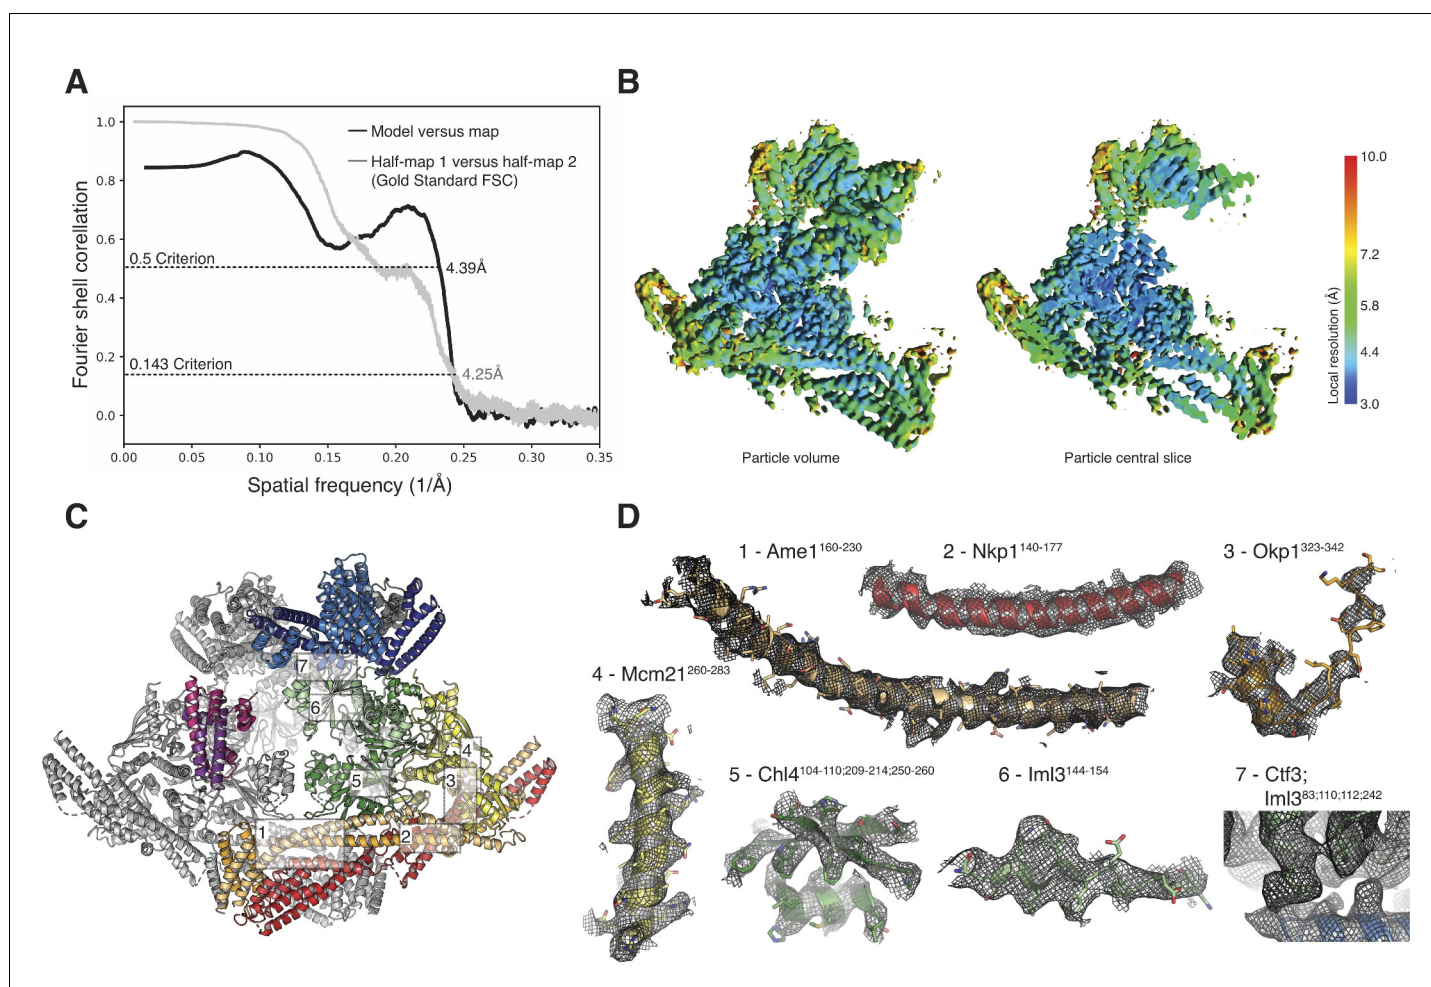 A
Fourier shell corellation
1.0
0.8
0.6
0.4
0.2
0.0
Model versus map
Half-map 1 versus half-map 2
(Gold Standard FSC)
0.5 Criterion
4.39Å
0.143 Criterion
4.25Å
0.00 0.05 0.10 0.15 0.20 0.25 0.30 0.35
Spatial frequency (1/Å)
B
Particle volume
Particle central slice
Local resolution (Å)
10.0
7.2
5.8
4.4
3.0
C
7
6
5
4
3
1
2
D
1 - Ame1160-230
2 - Nkp1140-177
3 - Okp1323-342
4 - Mcm21260-283
5 - Chl4104-110;209-214;250-260
6 - Iml3144-154
7 - Ctf3;
Iml383;110;112;242